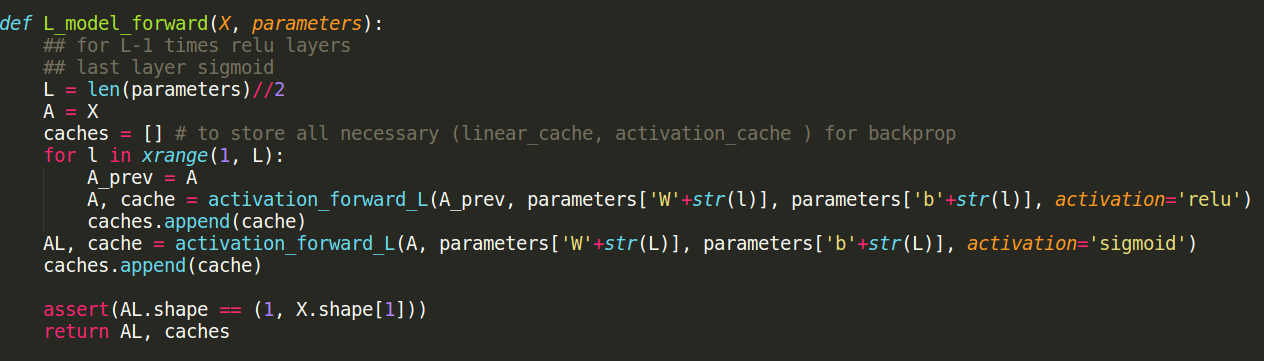 def L_model_forward(X, parameters):
    ## for L-1 times relu layers
    ## last layer sigmoid
    L = len(parameters)//2
    A = X
    caches = [] # to store all necessary (linear_cache, activation_cache ) for backprop
    for l in xrange(1, L):
        A_prev = A
        A, cache = activation_forward_L(A_prev, parameters['W'+str(l)], parameters['b'+str(l)], activation='relu')
        caches.append(cache)
    AL, cache = activation_forward_L(A, parameters['W'+str(L)], parameters['b'+str(L)], activation='sigmoid')
    caches.append(cache)

    assert(AL.shape == (1, X.shape[1]))
    return AL, caches